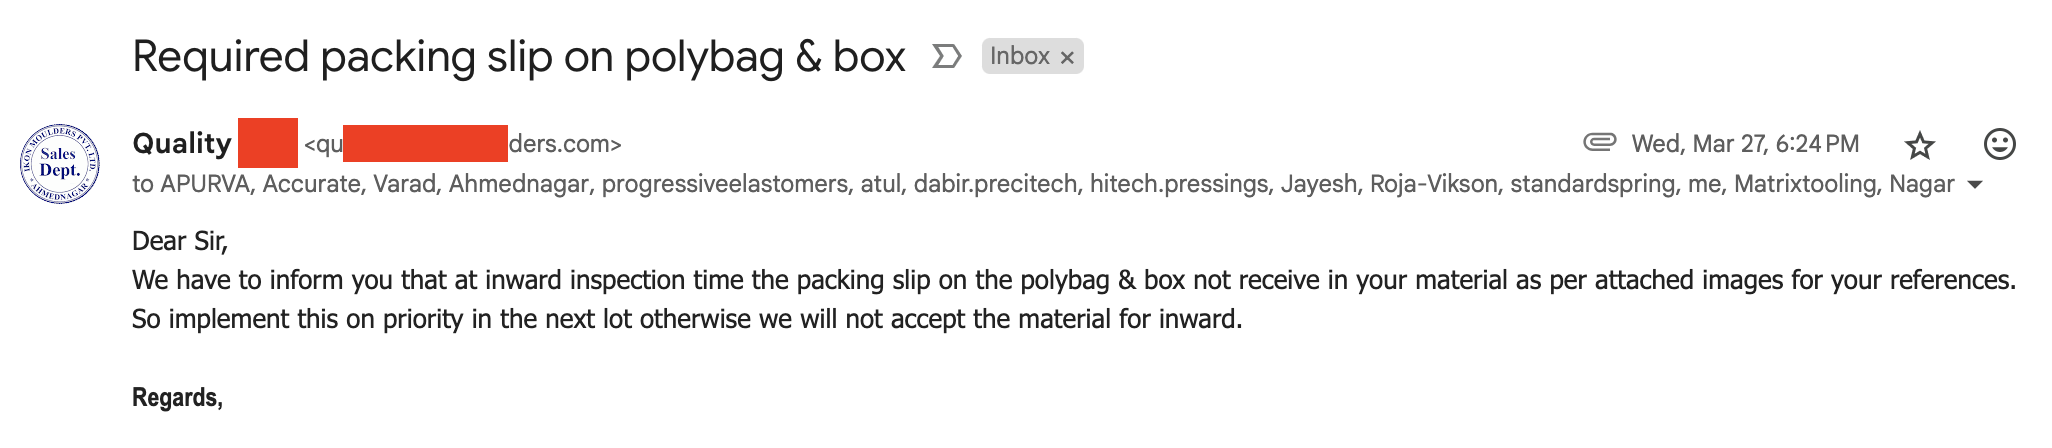 Required packing slip on polybag & box Inbox ×
IKON MOULDERS PVT. LTD.
Sales
Dept.
* AHMEDNAGAR *
Quality <qu ders.com> Wed, Mar 27, 6:24 PM
to APURVA, Accurate, Varad, Ahmednagar, progressiveelastomers, atul, dabir.precitech, hitech.pressings, Jayesh, Roja-Vikson, standardspring, me, Matrixtooling, Nagar
Dear Sir,
We have to inform you that at inward inspection time the packing slip on the polybag & box not receive in your material as per attached images for your references.
So implement this on priority in the next lot otherwise we will not accept the material for inward.
Regards,